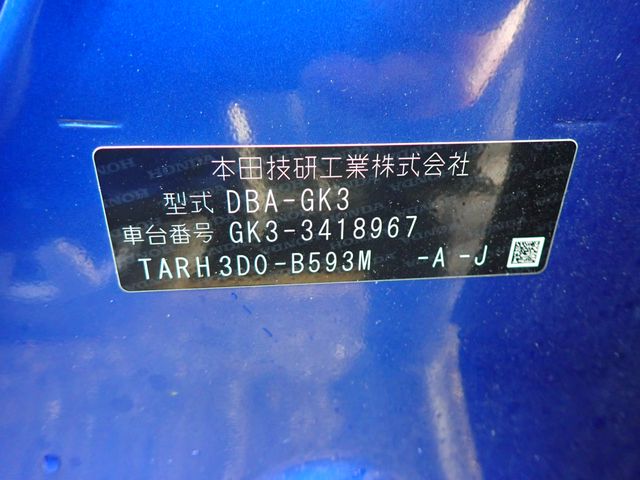 本田技研工業株式会社
型式 DBA-GK3
車台番号 GK3-3418967
TARH3D0-B593M -A-J